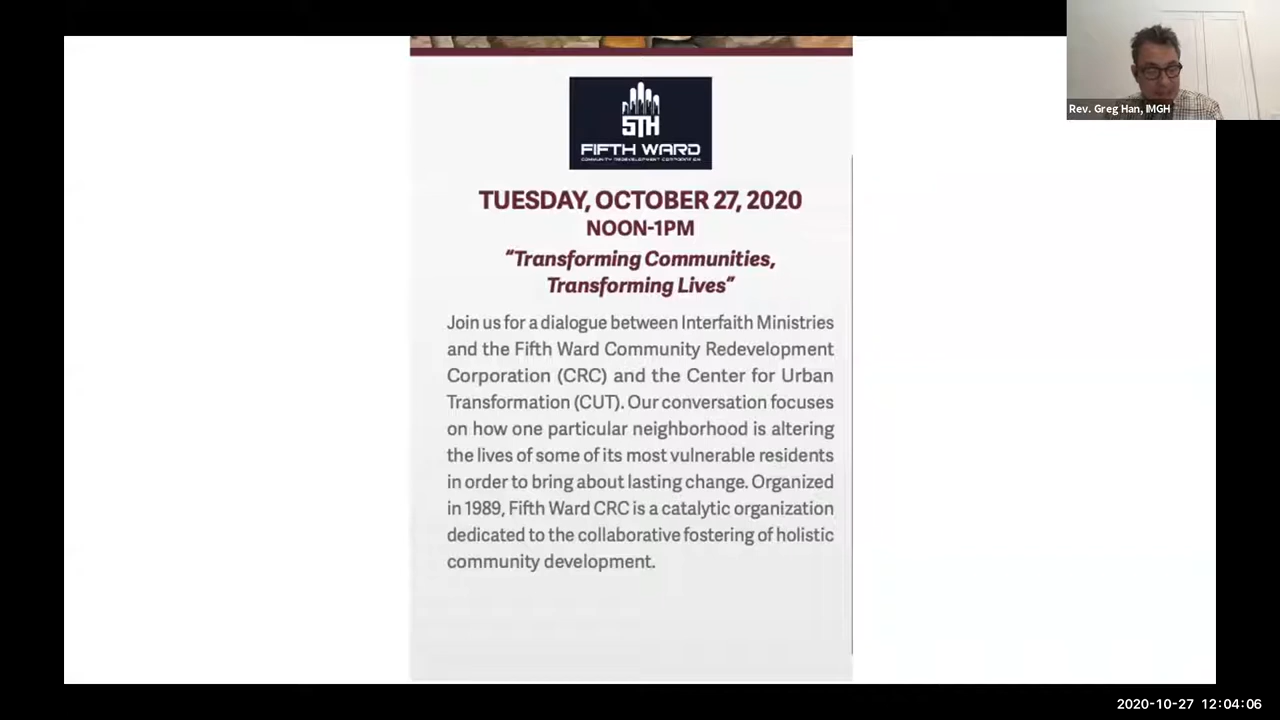 Rev. Greg Han, IMGH
5TH
FIFTH WARD
COMMUNITY REDEVELOPMENT CORPORATION
TUESDAY, OCTOBER 27, 2020
NOON-1PM
“Transforming Communities,
Transforming Lives”
Join us for a dialogue between Interfaith Ministries
and the Fifth Ward Community Redevelopment
Corporation (CRC) and the Center for Urban
Transformation (CUT). Our conversation focuses
on how one particular neighborhood is altering
the lives of some of its most vulnerable residents
in order to bring about lasting change. Organized
in 1989, Fifth Ward CRC is a catalytic organization
dedicated to the collaborative fostering of holistic
community development.
2020-10-27 12:04:06